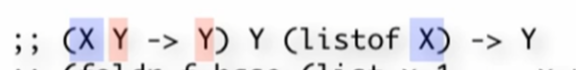 ;; (X Y -> Y) Y (listof X) -> Y